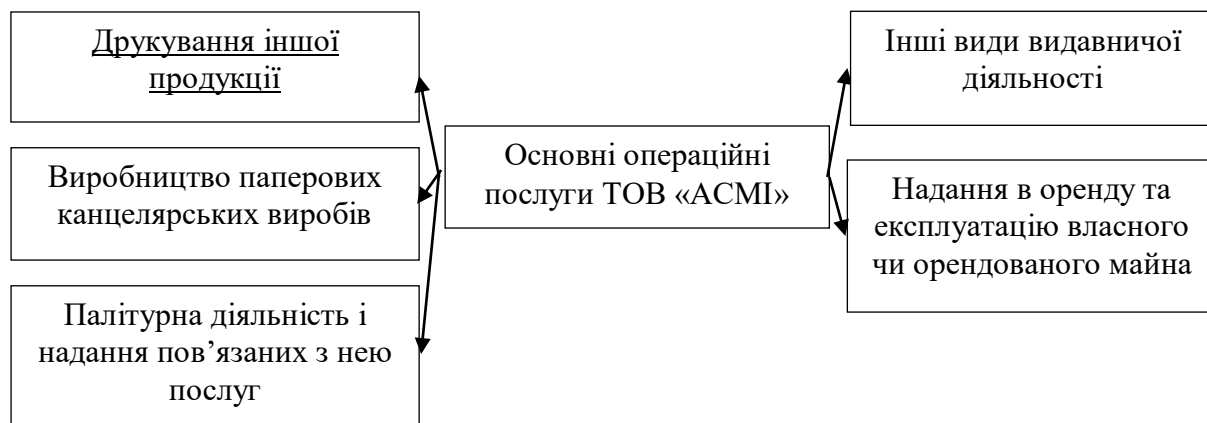 Друкування іншої
продукції
Виробництво паперових
канцелярських виробів
Палітурна діяльність і
надання пов’язаних з нею
послуг
Основні операційні
послуги ТОВ «АСМІ»
Інші види видавничої
діяльності
Надання в оренду та
експлуатацію власного
чи орендованого майна